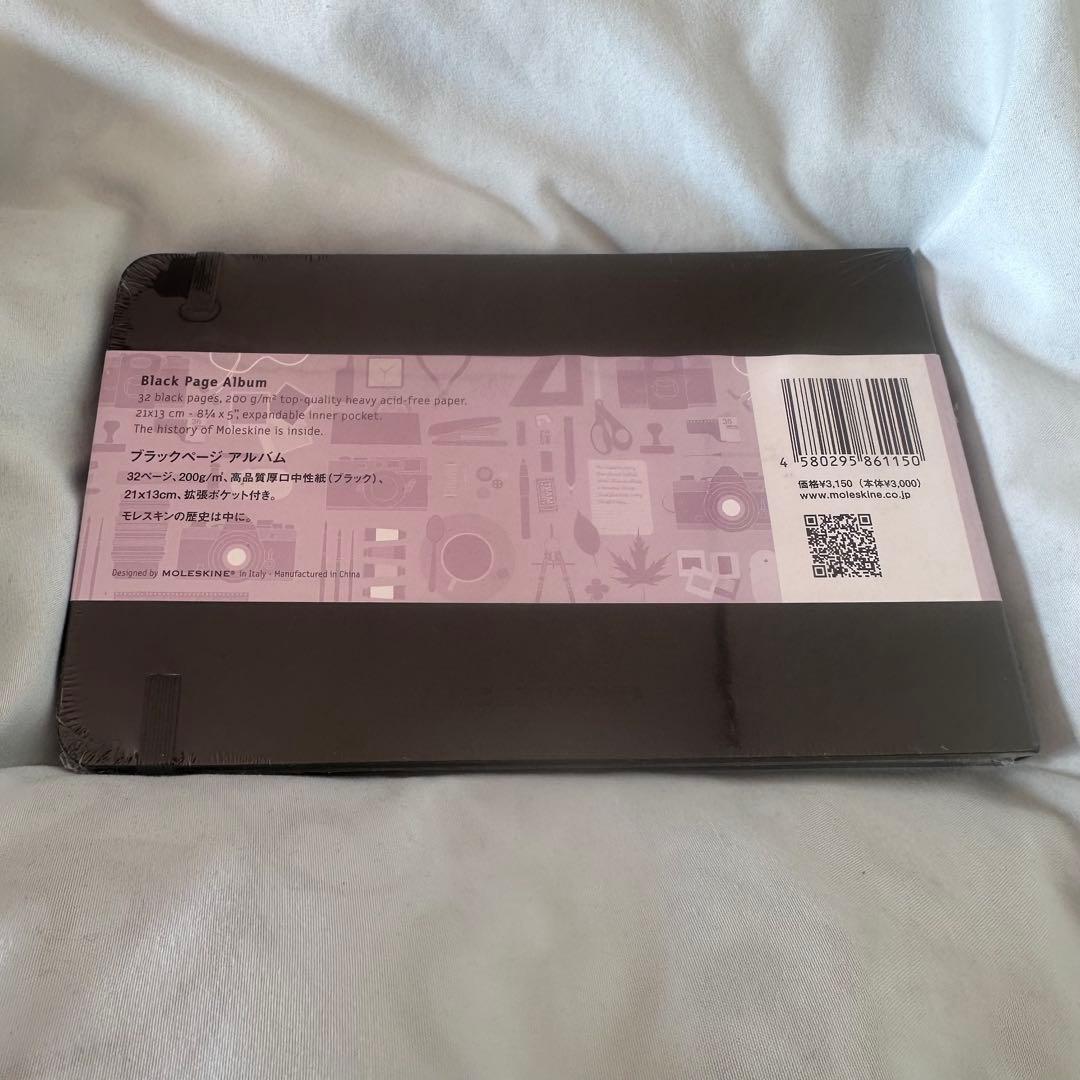 Black Page Album
32 black pages, 200 g/m² top-quality heavy acid-free paper.
21x13 cm - 8¼ x 5”, expandable inner pocket.
The history of Moleskine is inside.
ブラックページ アルバム
32ページ、200g/㎡、高品質厚口中性紙(ブラック)、
21x13cm、拡張ポケット付き。
モレスキンの歴史は中に。
Designed by MOLESKINE® in Italy - Manufactured in China
4 580295 861150
価格¥3,150(本体¥3,000)
www.moleskine.co.jp